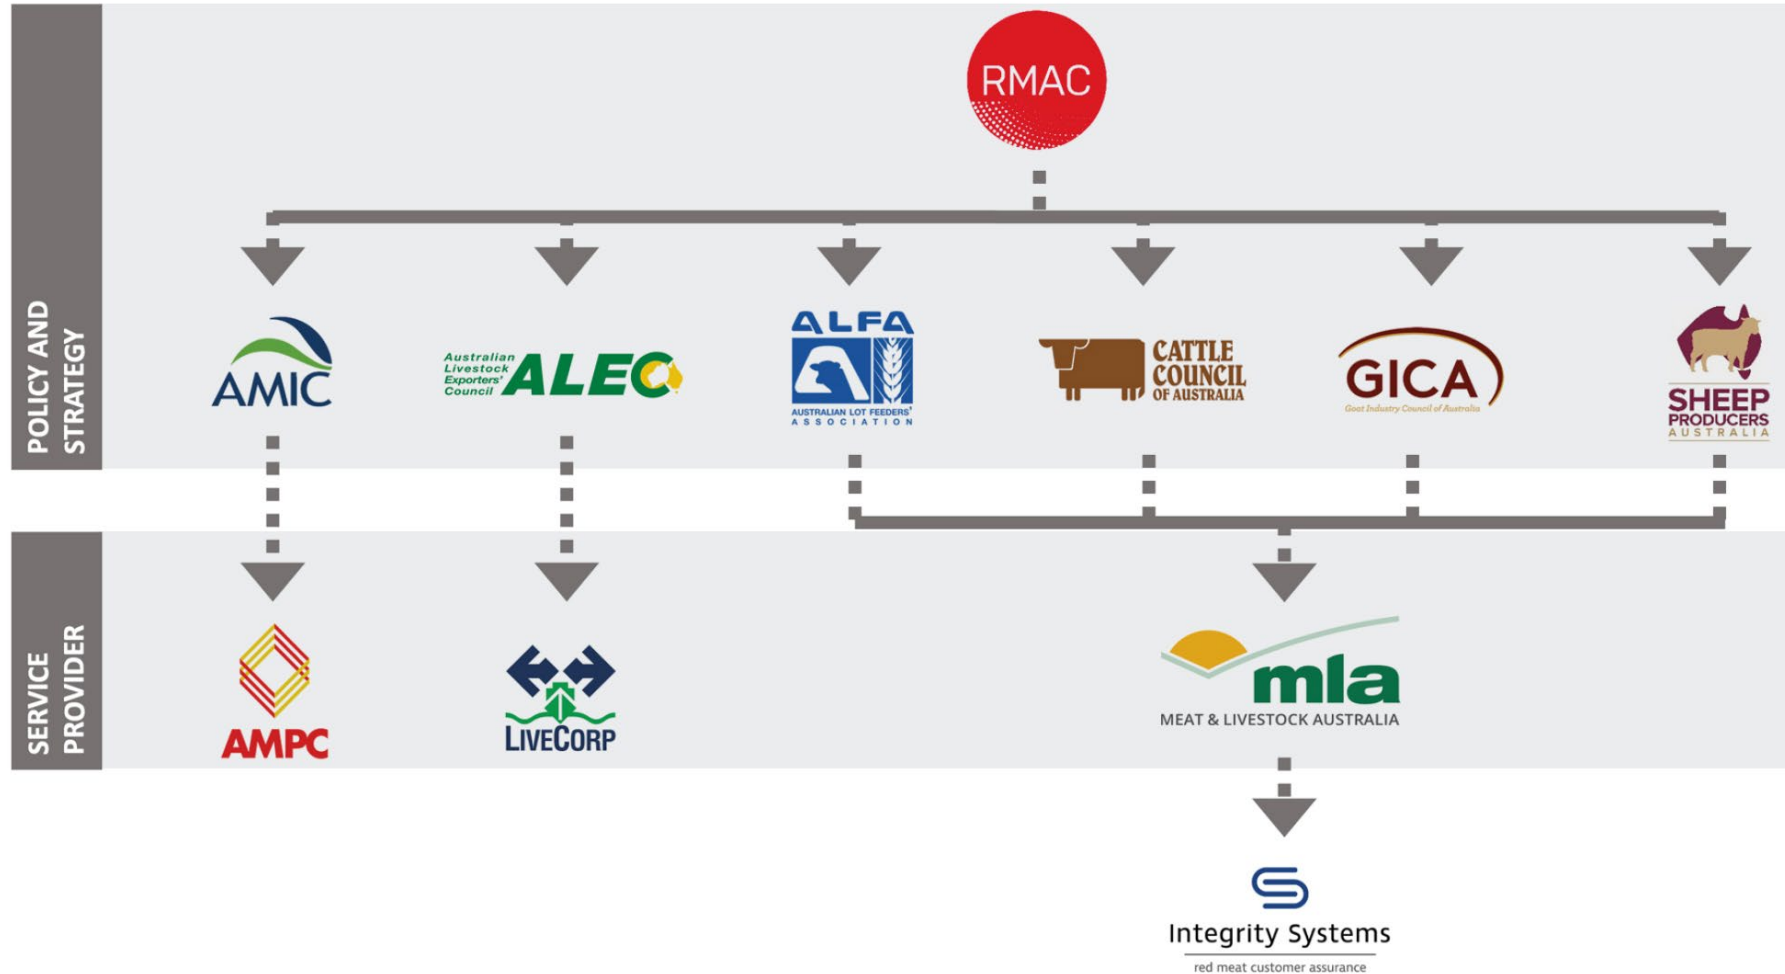 RMAC
POLICY AND
STRATEGY
AMIC
Australian
Livestock
Exporters'
Council
ALEC
ALFA
AUSTRALIAN LOT FEEDERS'
ASSOCIATION
CATTLE
COUNCIL
OF AUSTRALIA
GICA
Goat Industry Council of Australia
SHEEP
PRODUCERS
AUSTRALIA
SERVICE
PROVIDER
AMPC
LIVECORP
mla
MEAT & LIVESTOCK AUSTRALIA
Integrity Systems
red meat customer assurance